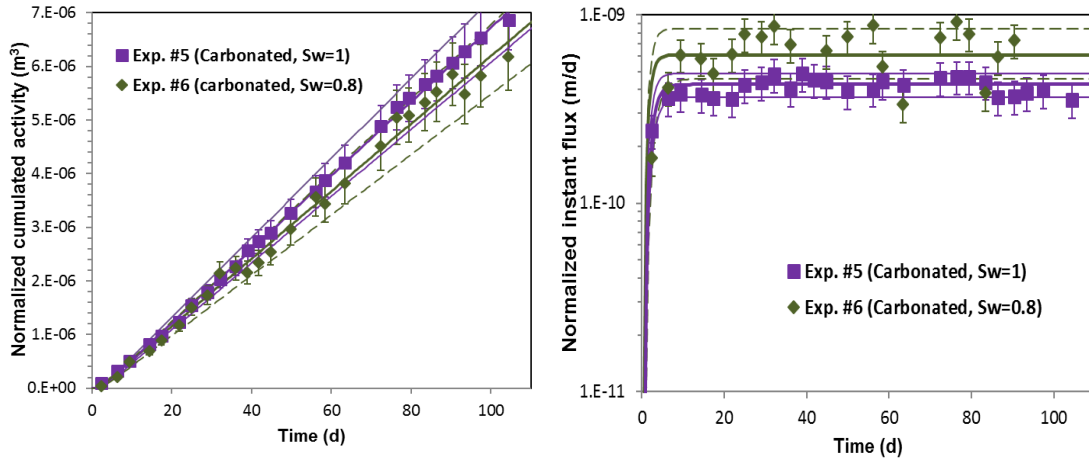 7.E-06
6.E-06
5.E-06
4.E-06
3.E-06
2.E-06
1.E-06
0.E+00
Normalized cumulated activity (m³)
Exp. #5 (Carbonated, Sw=1)
Exp. #6 (carbonated, Sw=0.8)
0 20 40 60 80 100
Time (d)
1.E-09
1.E-10
1.E-11
Normalized instant flux (m/d)
Exp. #5 (Carbonated, Sw=1)
Exp. #6 (Carbonated, Sw=0.8)
0 20 40 60 80 100
Time (d)